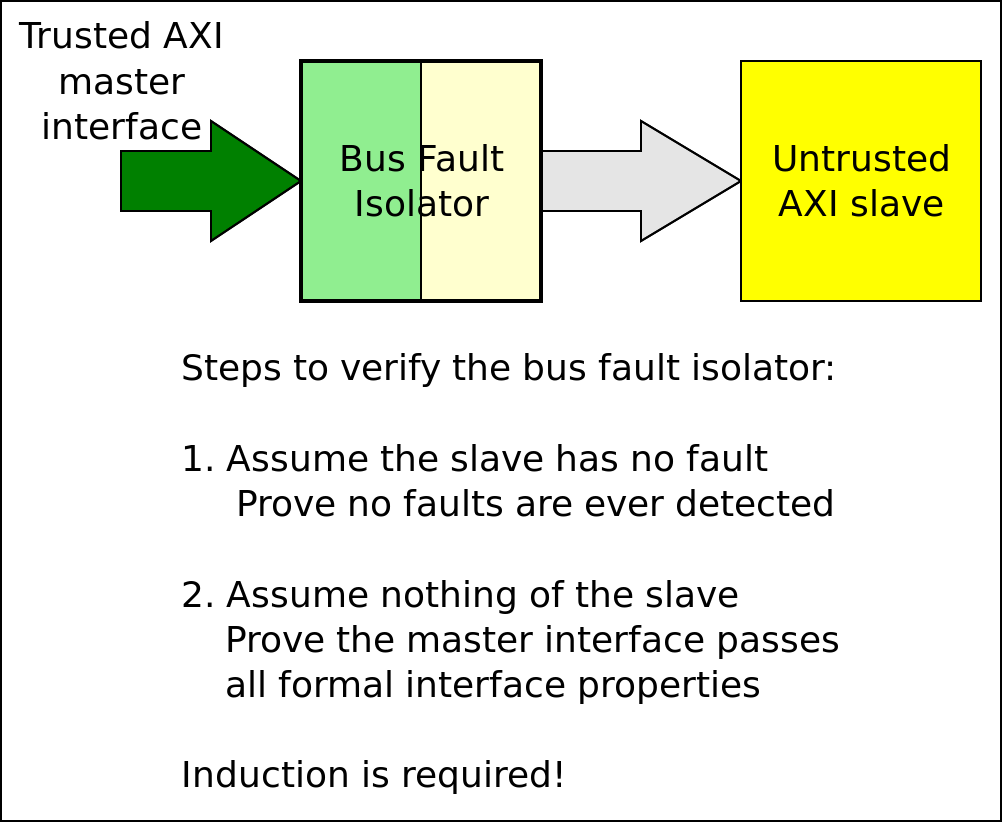 Trusted AXI
master
interface
Bus Fault
Isolator
Untrusted
AXI slave
Steps to verify the bus fault isolator:
1. Assume the slave has no fault
Prove no faults are ever detected
2. Assume nothing of the slave
Prove the master interface passes
all formal interface properties
Induction is required!